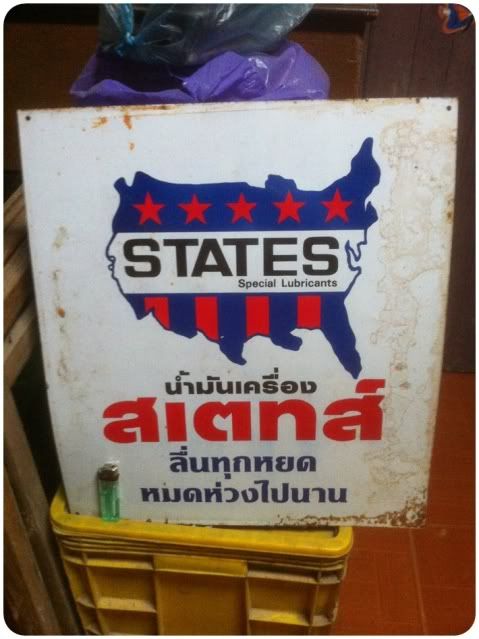 STATES
Special Lubricants
น้ำมันเครื่อง
สเตทส์
ลื่นทุกหยด
หมดห่วงไปนาน